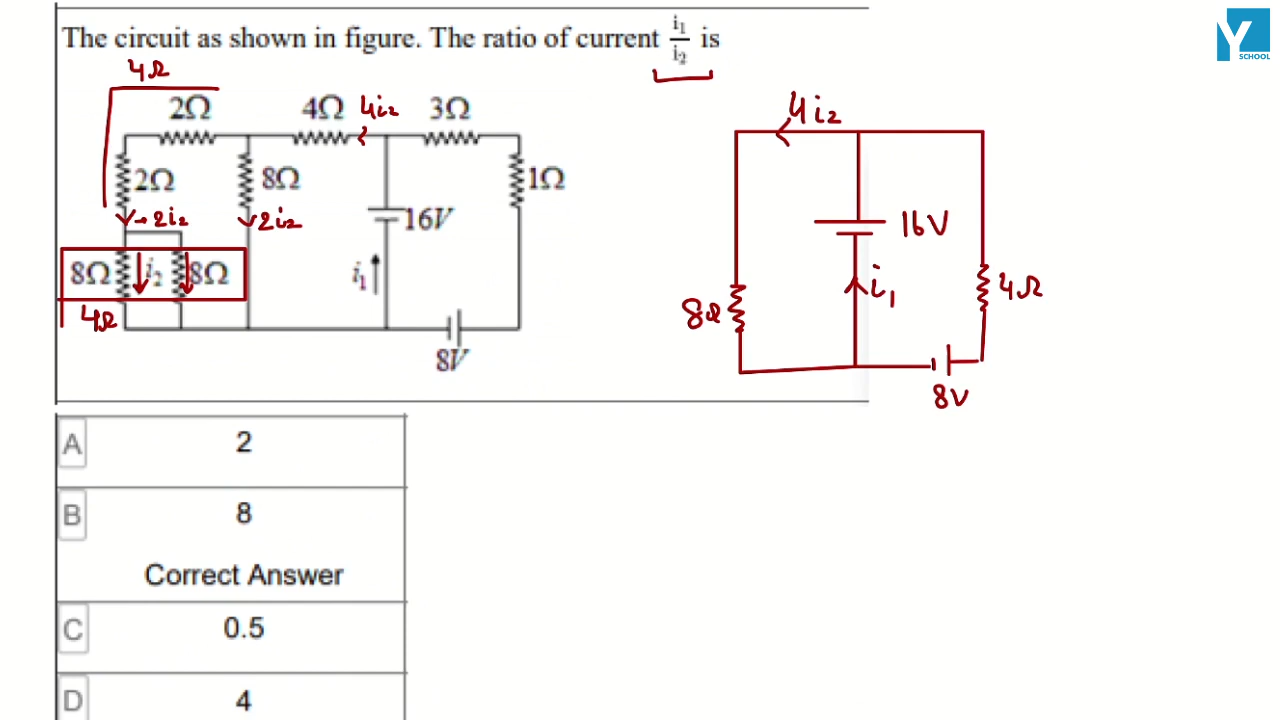 The circuit as shown in figure. The ratio of current i₁/i₂ is
Y
SCHOOL
4Ω
2Ω
4Ω
4i₂
3Ω
2Ω
8Ω
1Ω
2i₂
2i₂
16V
8Ω
i₂
8Ω
i₁
4Ω
8V
4i₂
16V
8Ω
i₁
4Ω
8V
A 2
B 8
Correct Answer
C 0.5
D 4